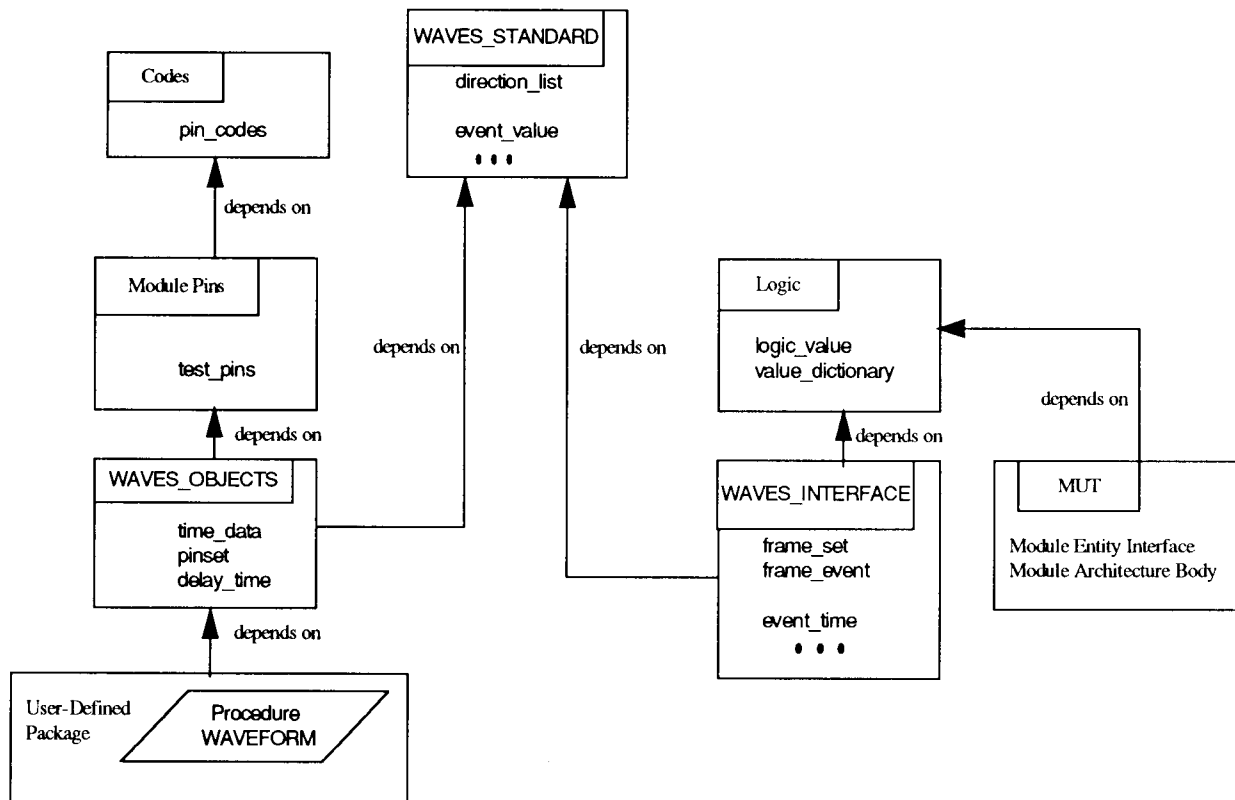 WAVES_STANDARD
direction_list
event_value
Codes
pin_codes
depends on
Module Pins
test_pins
depends on
depends on
depends on
Logic
logic_value
value_dictionary
depends on
depends on
WAVES_OBJECTS
time_data
pinset
delay_time
WAVES_INTERFACE
frame_set
frame_event
event_time
MUT
Module Entity Interface
Module Architecture Body
depends on
User-Defined
Package
Procedure
WAVEFORM